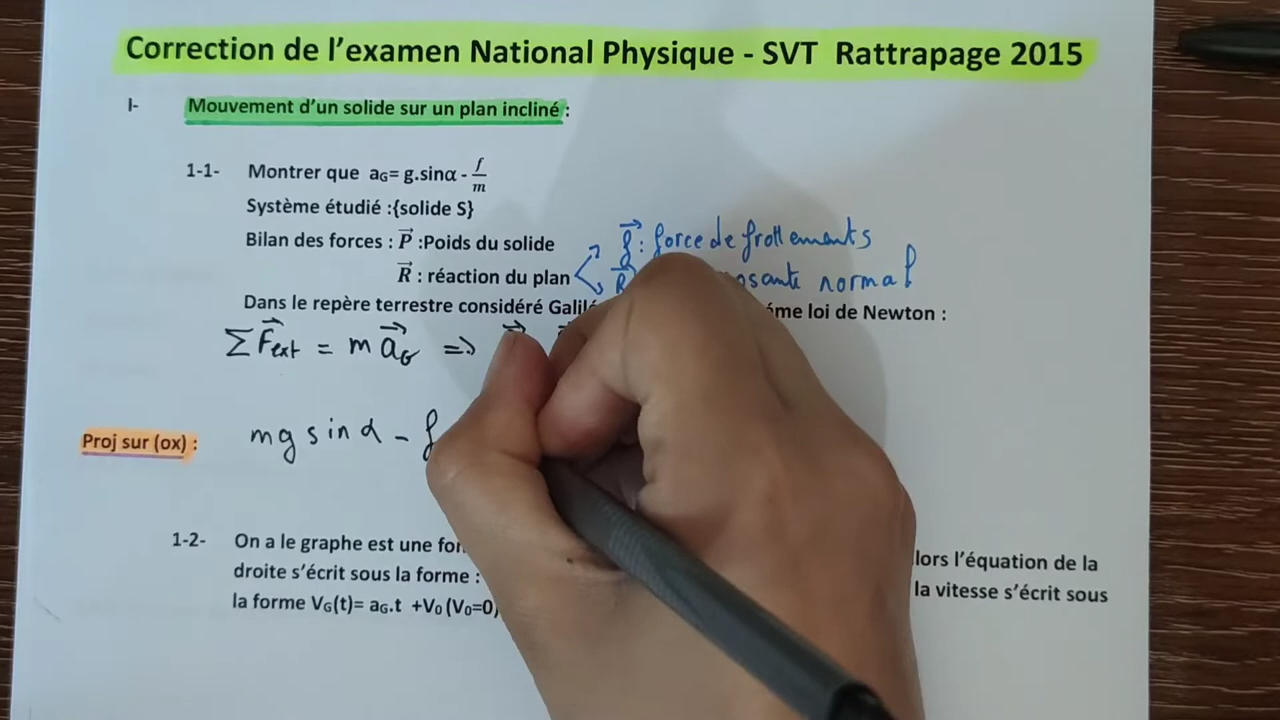 Correction de l'examen National Physique - SVT Rattrapage 2015
I- Mouvement d'un solide sur un plan incliné :
1-1- Montrer que aG= g.sinα - f/m
Système étudié :{solide S}
Bilan des forces : P⃗ :Poids du solide
f⃗ : force de frottements
R⃗ : réaction du plan
normal
Dans le repère terrestre considéré loi de Newton :
ΣF⃗ext = m a⃗G =>
Proj sur (ox) : mg sin α - f
1-2- On a le graphe est une l'équation de la
droite s'écrit sous la forme : la vitesse s'écrit sous
la forme VG(t)= aG.t +V0 (V0=0)